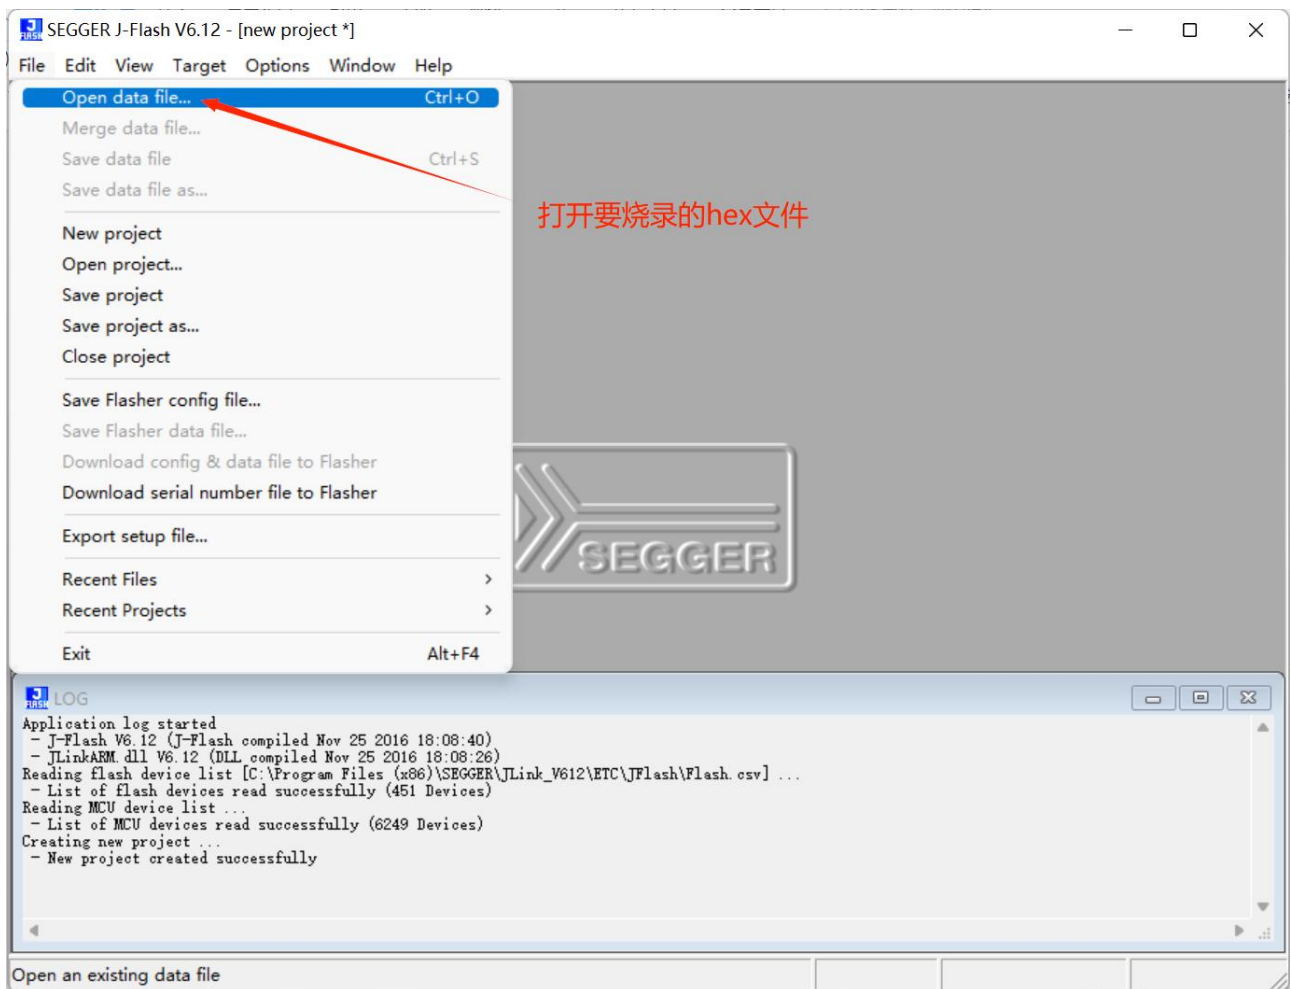 SEGGER J-Flash V6.12 - [new project *]
File Edit View Target Options Window Help
Open data file... Ctrl+O
Merge data file...
Save data file Ctrl+S
Save data file as...
打开要烧录的hex文件
New project
Open project...
Save project
Save project as...
Close project
Save Flasher config file...
Save Flasher data file...
Download config & data file to Flasher
Download serial number file to Flasher
Export setup file...
SEGGER
Recent Files
Recent Projects
Exit Alt+F4
J FLASH LOG
Application log started
- J-Flash V6.12 (J-Flash compiled Nov 25 2016 18:08:40)
- JLinkARM.dll V6.12 (DLL compiled Nov 25 2016 18:08:26)
Reading flash device list [C:\Program Files (x86)\SEGGER\JLink_V612\ETC\JFlash\Flash.csv] ...
- List of flash devices read successfully (451 Devices)
Reading MCU device list ...
- List of MCU devices read successfully (6249 Devices)
Creating new project ...
- New project created successfully
Open an existing data file